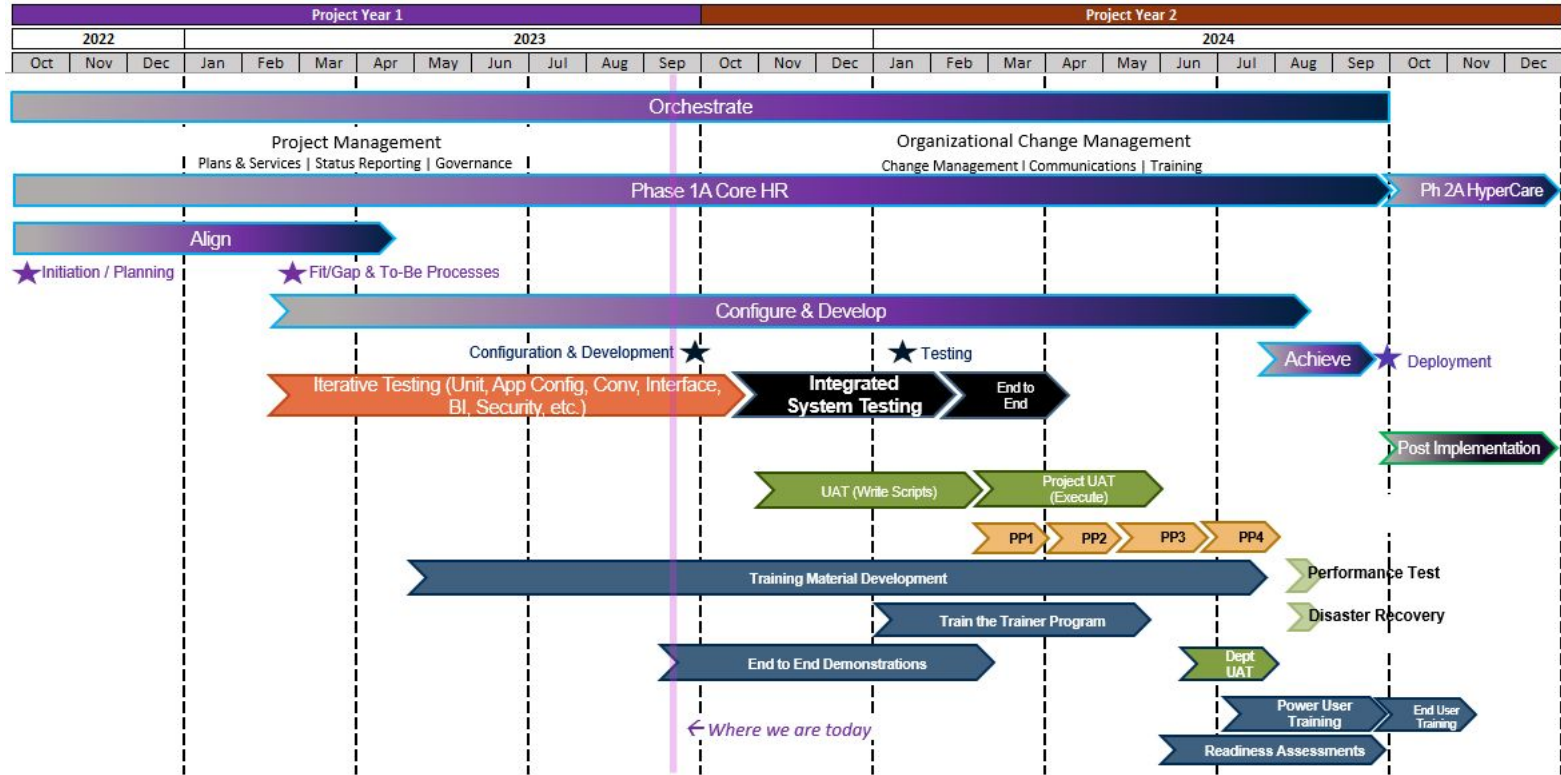 Project Year 1
Project Year 2
2022
2023
2024
Oct Nov Dec Jan Feb Mar Apr May Jun Jul Aug Sep Oct Nov Dec Jan Feb Mar Apr May Jun Jul Aug Sep Oct Nov Dec
Orchestrate
Project Management
Plans & Services | Status Reporting | Governance
Organizational Change Management
Change Management I Communications | Training
Phase 1A Core HR
Ph 2A HyperCare
Align
Initiation / Planning
Fit/Gap & To-Be Processes
Configure & Develop
Configuration & Development
Testing
Achieve
Deployment
Iterative Testing (Unit, App Config, Conv, Interface,
BI, Security, etc.)
Integrated
System Testing
End to
End
Post Implementation
UAT (Write Scripts)
Project UAT
(Execute)
PP1
PP2
PP3
PP4
Training Material Development
Performance Test
Train the Trainer Program
Disaster Recovery
End to End Demonstrations
Dept
UAT
Power User
Training
End User
Training
← Where we are today
Readiness Assessments